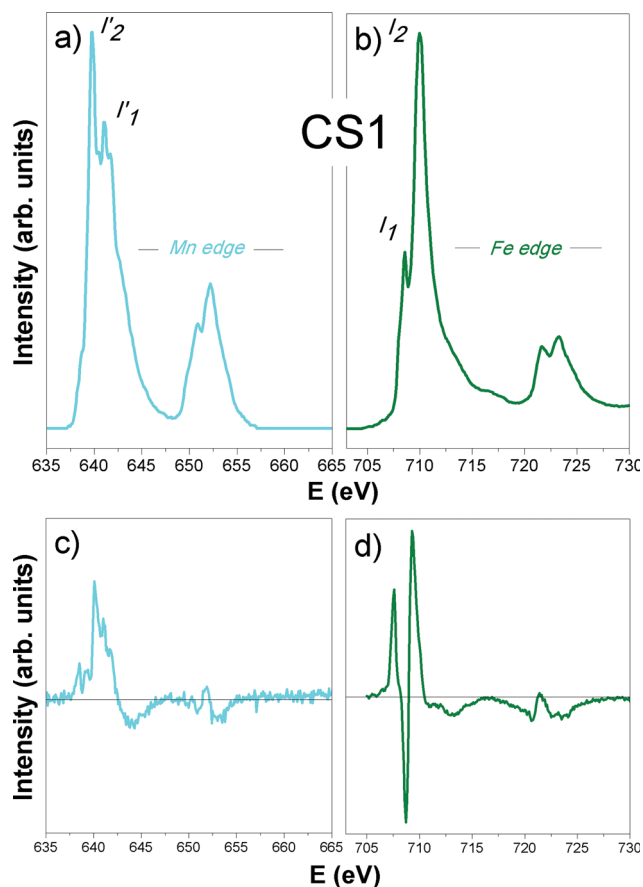 a) I'2
I'1
Mn edge
Intensity (arb. units)
635 640 645 650 655 660 665
E (eV)
CS1
b) I2
I1
Fe edge
705 710 715 720 725 730
E (eV)
c)
Intensity (arb. units)
635 640 645 650 655 660 665
E (eV)
d)
705 710 715 720 725 730